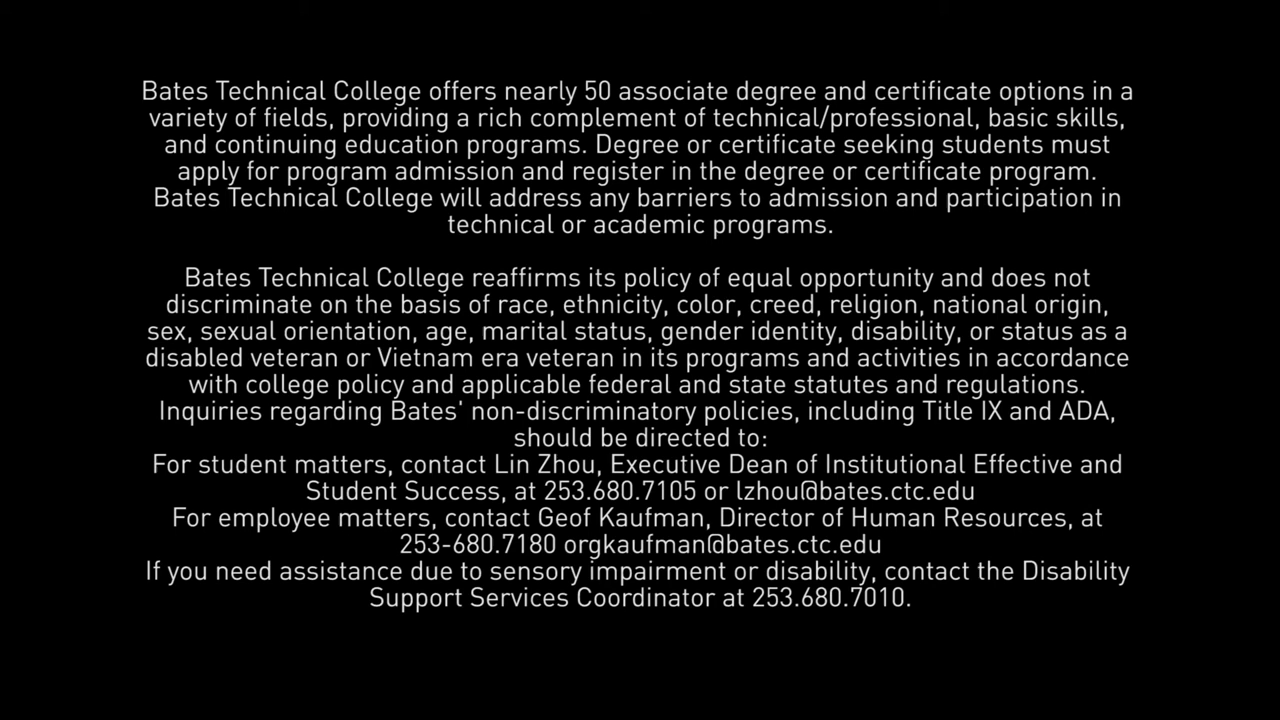 Bates Technical College offers nearly 50 associate degree and certificate options in a
variety of fields, providing a rich complement of technical/professional, basic skills,
and continuing education programs. Degree or certificate seeking students must
apply for program admission and register in the degree or certificate program.
Bates Technical College will address any barriers to admission and participation in
technical or academic programs.
Bates Technical College reaffirms its policy of equal opportunity and does not
discriminate on the basis of race, ethnicity, color, creed, religion, national origin,
sex, sexual orientation, age, marital status, gender identity, disability, or status as a
disabled veteran or Vietnam era veteran in its programs and activities in accordance
with college policy and applicable federal and state statutes and regulations.
Inquiries regarding Bates' non-discriminatory policies, including Title IX and ADA,
should be directed to:
For student matters, contact Lin Zhou, Executive Dean of Institutional Effective and
Student Success, at 253.680.7105 or lzhou@bates.ctc.edu
For employee matters, contact Geof Kaufman, Director of Human Resources, at
253-680.7180 orgkaufman@bates.ctc.edu
If you need assistance due to sensory impairment or disability, contact the Disability
Support Services Coordinator at 253.680.7010.